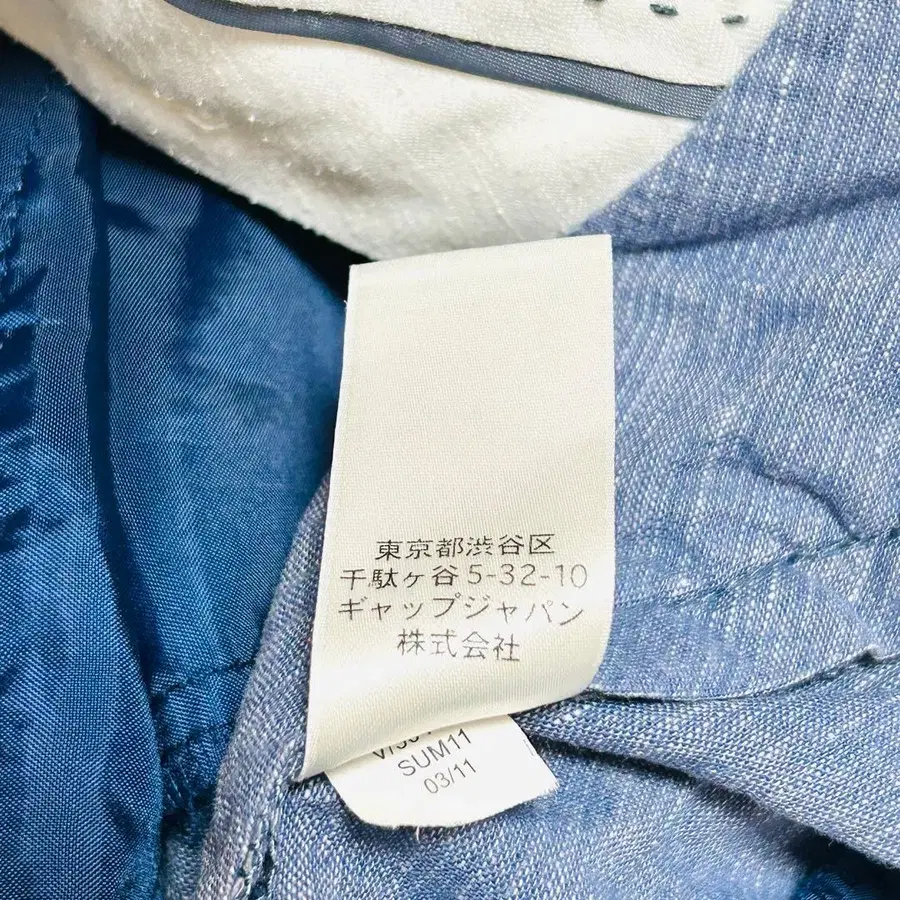 東京都渋谷区
千駄ヶ谷5-32-10
ギャップジャパン
株式会社
SUM11
03/11